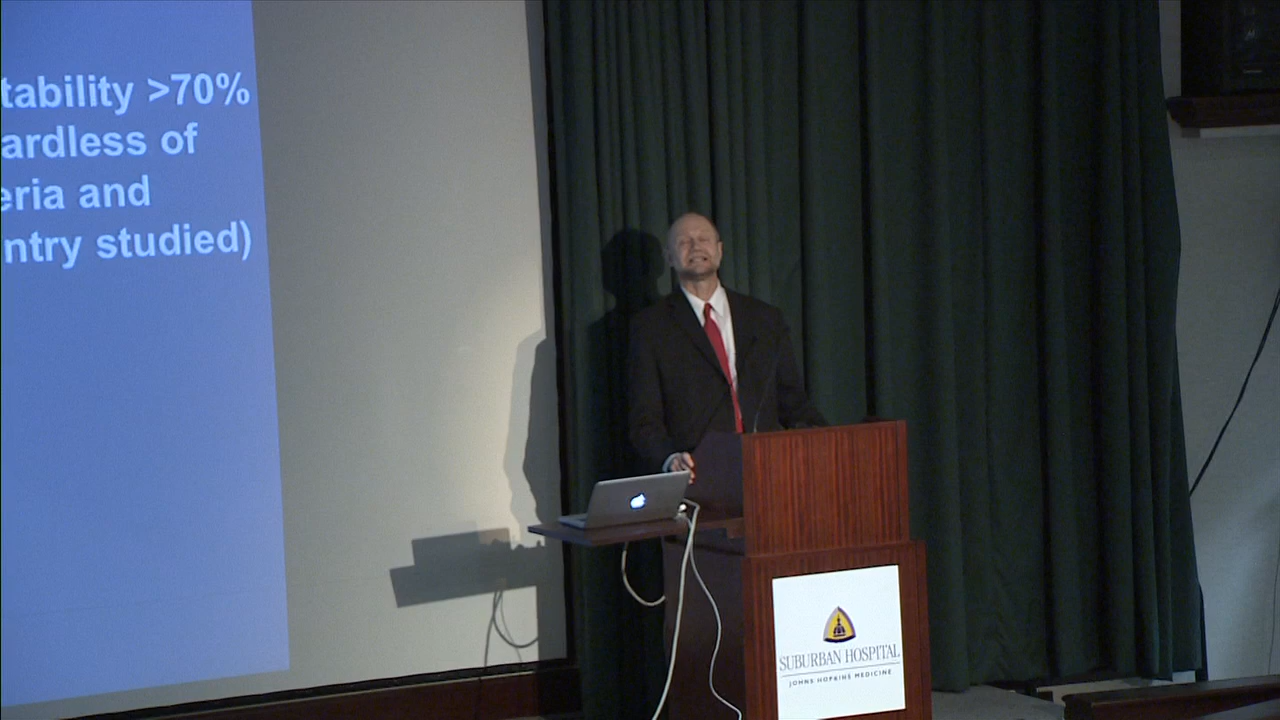 tability >70%
ardless of
eria and
ntry studied)
SUBURBAN HOSPITAL
JOHNS HOPKINS MEDICINE